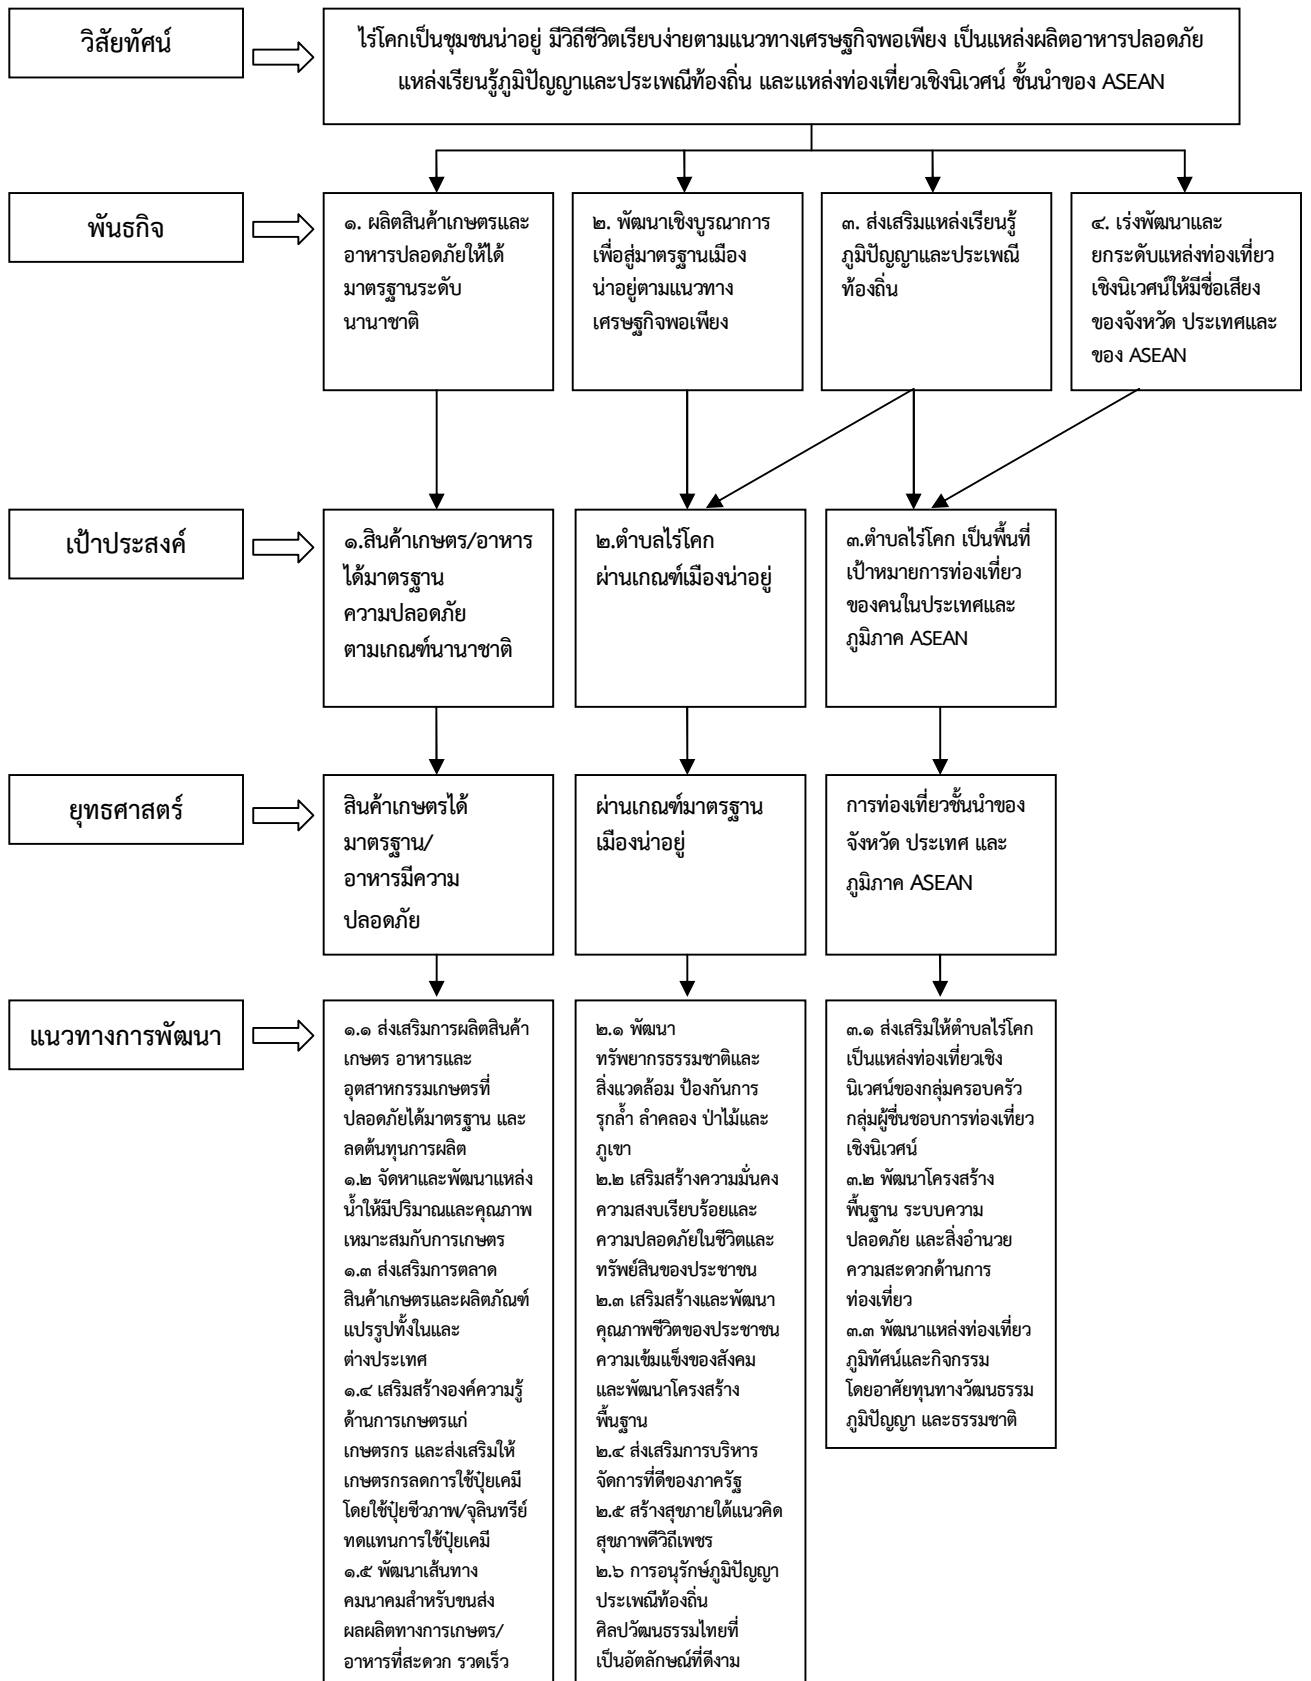 วิสัยทัศน์
ไร่โคกเป็นชุมชนน่าอยู่ มีวิถีชีวิตเรียบง่ายตามแนวทางเศรษฐกิจพอเพียง เป็นแหล่งผลิตอาหารปลอดภัย
แหล่งเรียนรู้ภูมิปัญญาและประเพณีท้องถิ่น และแหล่งท่องเที่ยวเชิงนิเวศน์ ชั้นนำของ ASEAN
พันธกิจ
๑. ผลิตสินค้าเกษตรและ
อาหารปลอดภัยให้ได้
มาตรฐานระดับ
นานาชาติ
๒. พัฒนาเชิงบูรณาการ
เพื่อสู่มาตรฐานเมือง
น่าอยู่ตามแนวทาง
เศรษฐกิจพอเพียง
๓. ส่งเสริมแหล่งเรียนรู้
ภูมิปัญญาและประเพณี
ท้องถิ่น
๔. เร่งพัฒนาและ
ยกระดับแหล่งท่องเที่ยว
เชิงนิเวศน์ให้มีชื่อเสียง
ของจังหวัด ประเทศและ
ของ ASEAN
เป้าประสงค์
๑.สินค้าเกษตร/อาหาร
ได้มาตรฐาน
ความปลอดภัย
ตามเกณฑ์นานาชาติ
๒.ตำบลไร่โคก
ผ่านเกณฑ์เมืองน่าอยู่
๓.ตำบลไร่โคก เป็นพื้นที่
เป้าหมายการท่องเที่ยว
ของคนในประเทศและ
ภูมิภาค ASEAN
ยุทธศาสตร์
สินค้าเกษตรได้
มาตรฐาน/
อาหารมีความ
ปลอดภัย
ผ่านเกณฑ์มาตรฐาน
เมืองน่าอยู่
การท่องเที่ยวชั้นนำของ
จังหวัด ประเทศ และ
ภูมิภาค ASEAN
แนวทางการพัฒนา
๑.๑ ส่งเสริมการผลิตสินค้า
เกษตร อาหารและ
อุตสาหกรรมเกษตรที่
ปลอดภัยได้มาตรฐาน และ
ลดต้นทุนการผลิต
๑.๒ จัดหาและพัฒนาแหล่ง
น้ำให้มีปริมาณและคุณภาพ
เหมาะสมกับการเกษตร
๑.๓ ส่งเสริมการตลาด
สินค้าเกษตรและผลิตภัณฑ์
แปรรูปทั้งในและ
ต่างประเทศ
๑.๔ เสริมสร้างองค์ความรู้
ด้านการเกษตรแก่
เกษตรกร และส่งเสริมให้
เกษตรกรลดการใช้ปุ๋ยเคมี
โดยใช้ปุ๋ยชีวภาพ/จุลินทรีย์
ทดแทนการใช้ปุ๋ยเคมี
๑.๕ พัฒนาเส้นทาง
คมนาคมสำหรับขนส่ง
ผลผลิตทางการเกษตร/
อาหารที่สะดวก รวดเร็ว
๒.๑ พัฒนา
ทรัพยากรธรรมชาติและ
สิ่งแวดล้อม ป้องกันการ
รุกล้ำ ลำคลอง ป่าไม้และ
ภูเขา
๒.๒ เสริมสร้างความมั่นคง
ความสงบเรียบร้อยและ
ความปลอดภัยในชีวิตและ
ทรัพย์สินของประชาชน
๒.๓ เสริมสร้างและพัฒนา
คุณภาพชีวิตของประชาชน
ความเข้มแข็งของสังคม
และพัฒนาโครงสร้าง
พื้นฐาน
๒.๔ ส่งเสริมการบริหาร
จัดการที่ดีของภาครัฐ
๒.๕ สร้างสุขภายใต้แนวคิด
สุขภาพดีวิถีเพชร
๒.๖ การอนุรักษ์ภูมิปัญญา
ประเพณีท้องถิ่น
ศิลปวัฒนธรรมไทยที่
เป็นอัตลักษณ์ที่ดีงาม
๓.๑ ส่งเสริมให้ตำบลไร่โคก
เป็นแหล่งท่องเที่ยวเชิง
นิเวศน์ของกลุ่มครอบครัว
กลุ่มผู้ชื่นชอบการท่องเที่ยว
เชิงนิเวศน์
๓.๒ พัฒนาโครงสร้าง
พื้นฐาน ระบบความ
ปลอดภัย และสิ่งอำนวย
ความสะดวกด้านการ
ท่องเที่ยว
๓.๓ พัฒนาแหล่งท่องเที่ยว
ภูมิทัศน์และกิจกรรม
โดยอาศัยทุนทางวัฒนธรรม
ภูมิปัญญา และธรรมชาติ